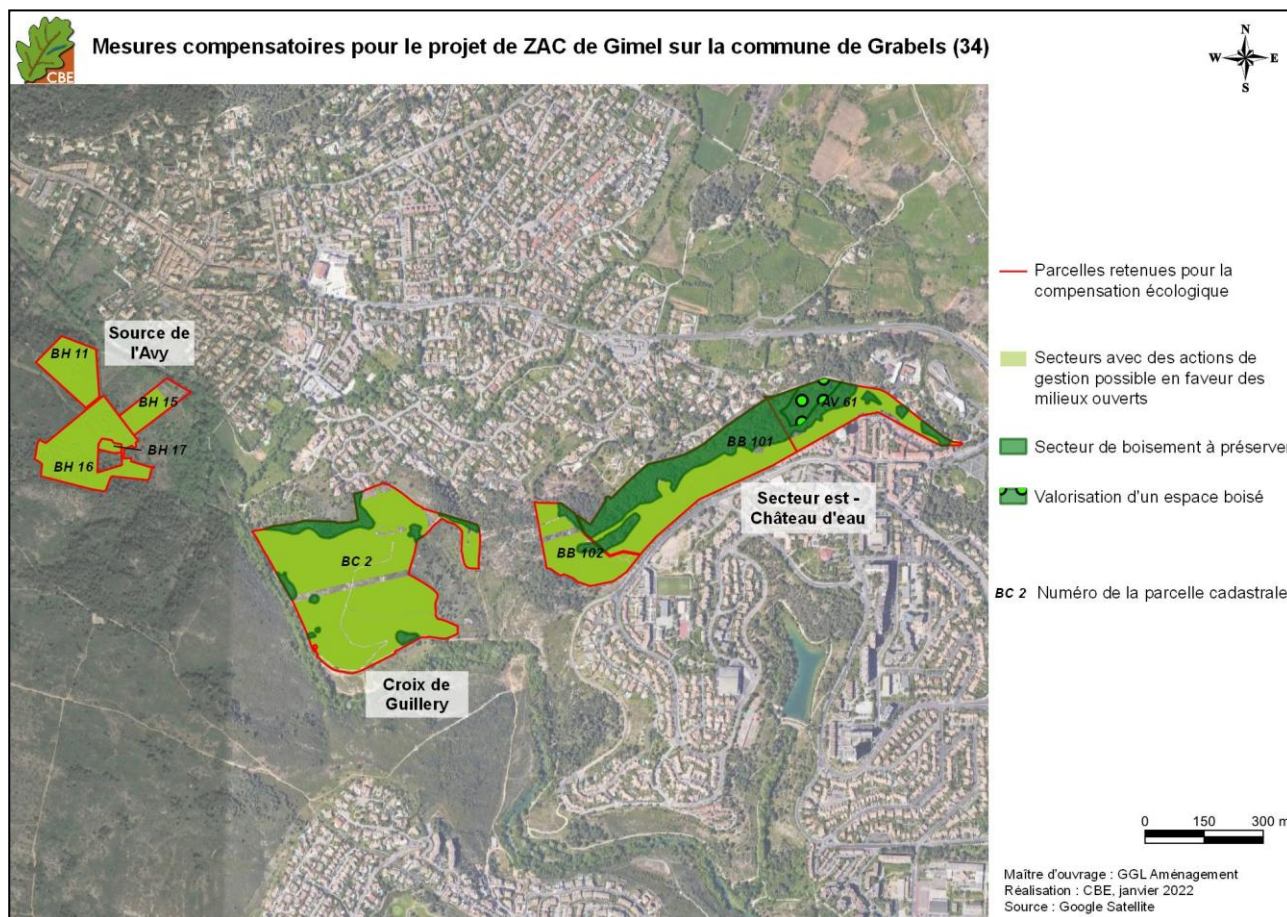 CBE
Mesures compensatoires pour le projet de ZAC de Gimel sur la commune de Grabels (34)
N
W E
S
Source de
l'Avy
BH 11
BH 15
BH 17
BH 16
BC 2
Croix de
Guillery
AV 61
BB 101
BB 102
Secteur est -
Château d'eau
Parcelles retenues pour la
compensation écologique
Secteurs avec des actions de
gestion possible en faveur des
milieux ouverts
Secteur de boisement à préserver
Valorisation d'un espace boisé
BC 2 Numéro de la parcelle cadastrale
0 150 300 m
Maître d'ouvrage : GGL Aménagement
Réalisation : CBE, janvier 2022
Source : Google Satellite